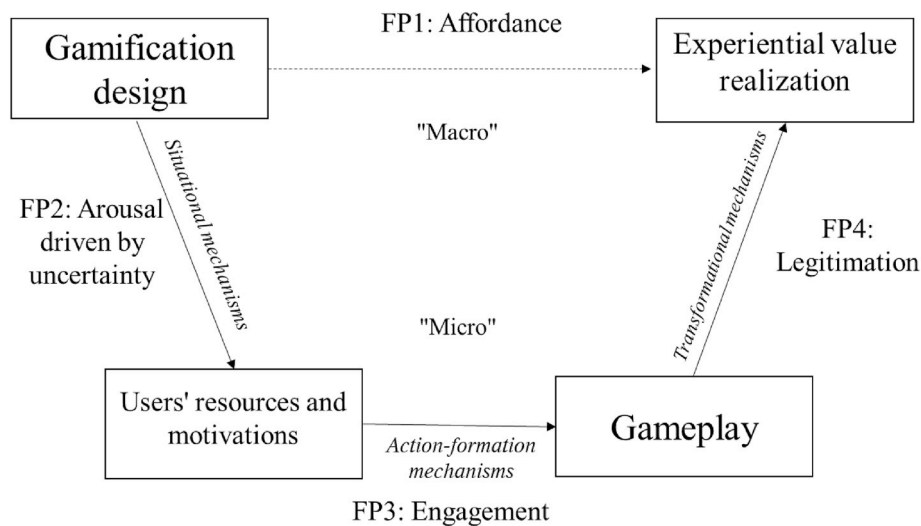 FP1: Affordance
Gamification
design
Experiential value
realization
"Macro"
Situational mechanisms
FP2: Arousal
driven by
uncertainty
Transformational mechanisms
FP4:
Legitimation
"Micro"
Users' resources and
motivations
Gameplay
Action-formation
mechanisms
FP3: Engagement